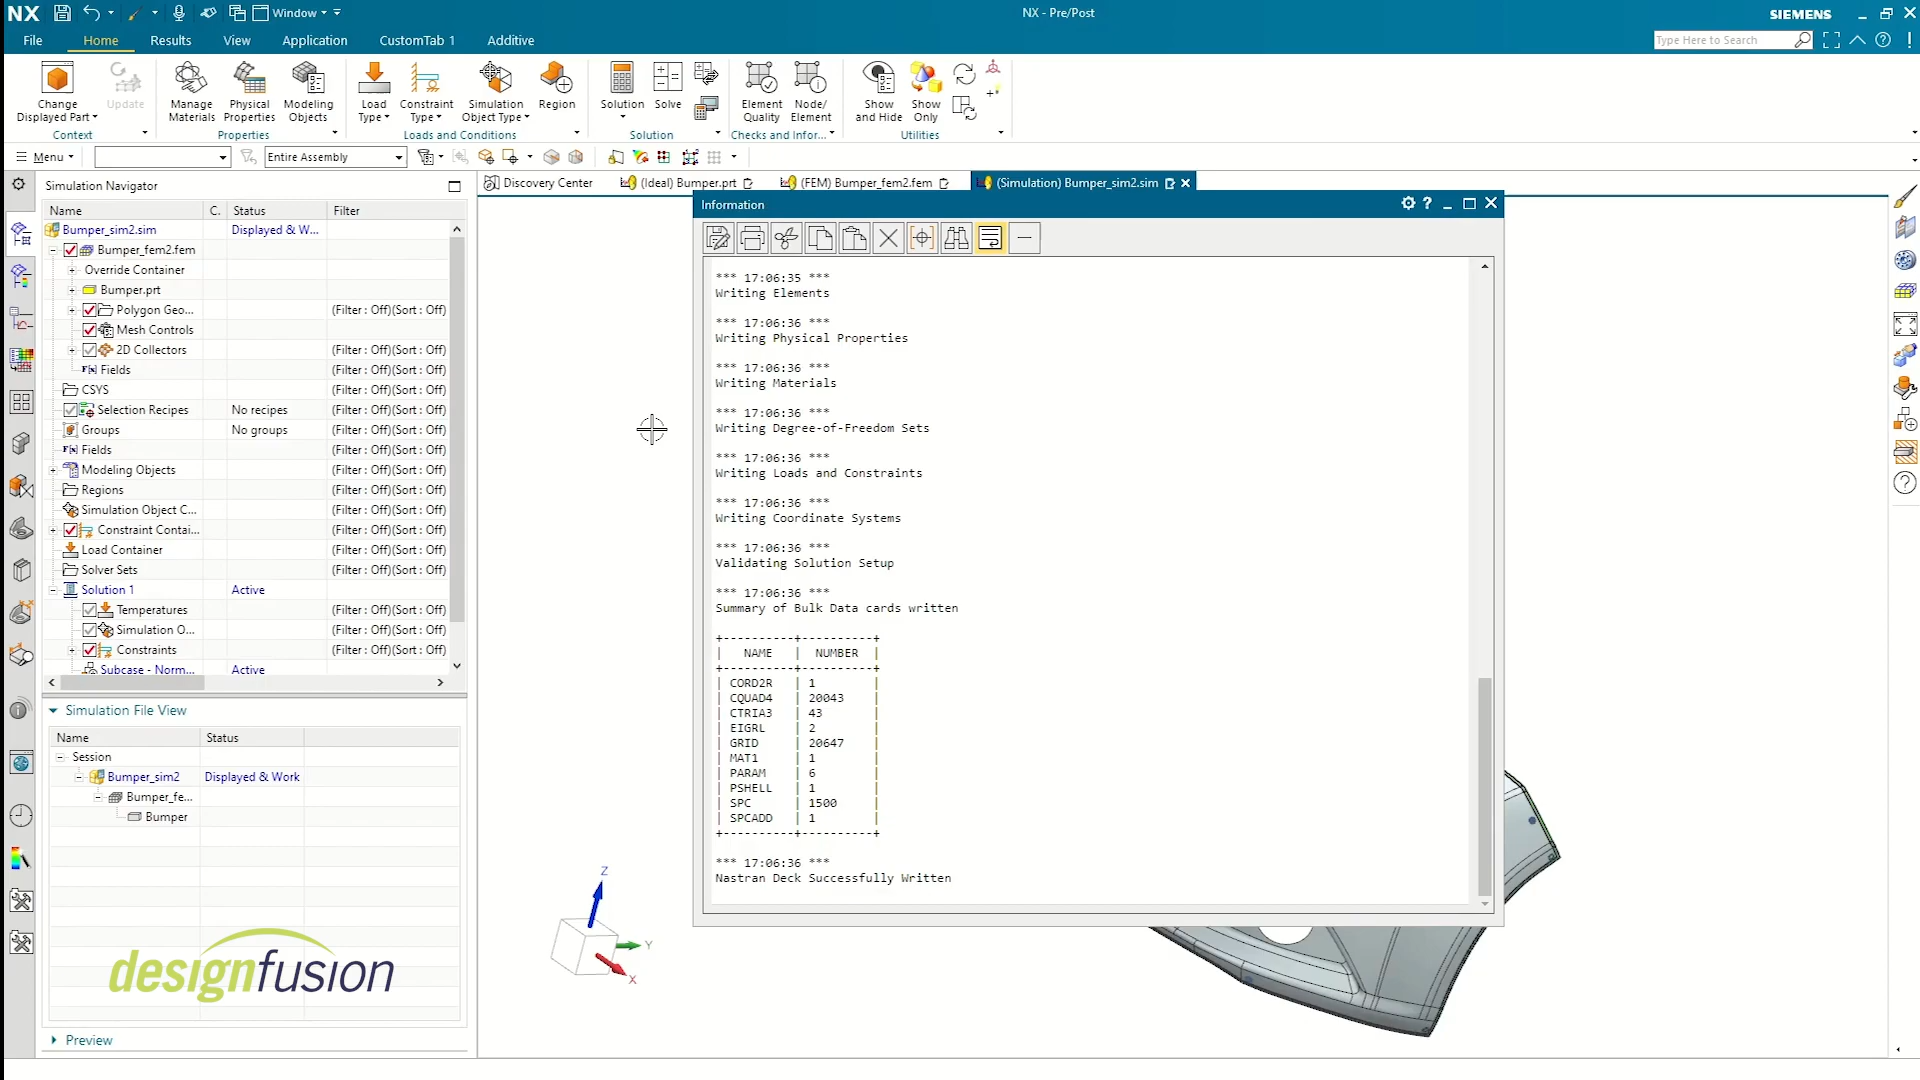 NX
Window
NX - Pre/Post
SIEMENS
File
Home
Results
View
Application
CustomTab 1
Additive
Type Here to Search
Change Displayed Part
Update
Manage Materials
Physical Properties
Modeling Objects
Load Type
Constraint Type
Simulation Object Type
Region
Solution
Solve
Element Quality
Node/ Element
Show and Hide
Show Only
Context
Properties
Loads and Conditions
Solution
Checks and Infor...
Utilities
Menu
Entire Assembly
Simulation Navigator
Discovery Center
(Ideal) Bumper.prt
(FEM) Bumper_fem2.fem
(Simulation) Bumper_sim2.sim
Name C. Status Filter
Bumper_sim2.sim Displayed & W...
Bumper_fem2.fem
Override Container
Bumper.prt
Polygon Geo... (Filter : Off)(Sort : Off)
Mesh Controls
2D Collectors (Filter : Off)(Sort : Off)
Fields (Filter : Off)(Sort : Off)
CSYS (Filter : Off)(Sort : Off)
Selection Recipes No recipes (Filter : Off)(Sort : Off)
Groups No groups (Filter : Off)(Sort : Off)
Fields (Filter : Off)(Sort : Off)
Modeling Objects (Filter : Off)(Sort : Off)
Regions (Filter : Off)(Sort : Off)
Simulation Object C... (Filter : Off)(Sort : Off)
Constraint Contai... (Filter : Off)(Sort : Off)
Load Container (Filter : Off)(Sort : Off)
Solver Sets (Filter : Off)(Sort : Off)
Solution 1 Active
Temperatures (Filter : Off)(Sort : Off)
Simulation O... (Filter : Off)(Sort : Off)
Constraints (Filter : Off)(Sort : Off)
Subcase - Norm... Active
Simulation File View
Name Status
Session
Bumper_sim2 Displayed & Work
Bumper_fe...
Bumper
designfusion
Preview
Information
*** 17:06:35 ***
Writing Elements
*** 17:06:36 ***
Writing Physical Properties
*** 17:06:36 ***
Writing Materials
*** 17:06:36 ***
Writing Degree-of-Freedom Sets
*** 17:06:36 ***
Writing Loads and Constraints
*** 17:06:36 ***
Writing Coordinate Systems
*** 17:06:36 ***
Validating Solution Setup
*** 17:06:36 ***
Summary of Bulk Data cards written
+----------+----------+
| NAME | NUMBER |
+----------+----------+
| CORD2R | 1 |
| CQUAD4 | 20043 |
| CTRIA3 | 43 |
| EIGRL | 2 |
| GRID | 20647 |
| MAT1 | 1 |
| PARAM | 6 |
| PSHELL | 1 |
| SPC | 1500 |
| SPCADD | 1 |
+----------+----------+
*** 17:06:36 ***
Nastran Deck Successfully Written
Z
Y
X